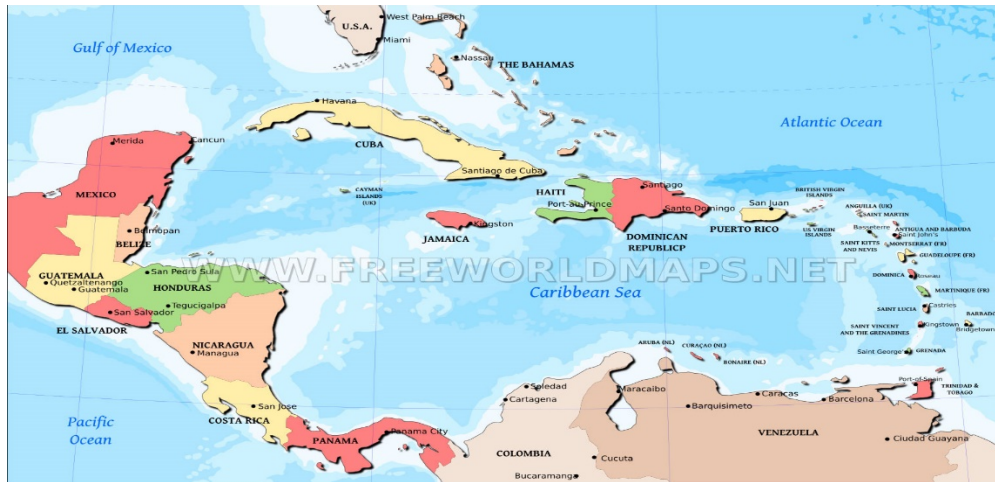 U.S.A.
West Palm Beach
Miami
Gulf of Mexico
Nassau
THE BAHAMAS
Havana
Atlantic Ocean
Merida
Cancun
CUBA
Santiago de Cuba
MEXICO
CAYMAN
ISLANDS
(UK)
HAITI
Santiago
Port-au-Prince
Santo Domingo
San Juan
BRITISH VIRGIN
ISLANDS
ANGUILLA (UK)
SAINT MARTIN
Belmopan
BELIZE
Kingston
JAMAICA
DOMINICAN
REPUBLICP
PUERTO RICO
US VIRGIN
ISLANDS
Basseterre
ANTIGUA AND BARBUDA
Saint John's
SAINT KITTS
AND NEVIS
MONTSERRAT (FR)
GUADELOUPE (FR)
San Pedro Sula
WWW.FREEWORLDMAPS.NET
GUATEMALA
Quetzaltenango
Guatemala
HONDURAS
Caribbean Sea
DOMINICA
Roseau
MARTINIQUE (FR)
Tegucigalpa
San Salvador
EL SALVADOR
SAINT LUCIA
Castries
BARBADO
SAINT VINCENT
AND THE GRENADINES
Kingstown
Bridgetown
NICARAGUA
Managua
ARUBA (NL)
CURAÇAO (NL)
BONAIRE (NL)
Saint George's
GRENADA
Pacific
Ocean
San Jose
COSTA RICA
Soledad
Cartagena
Maracaibo
Barquisimeto
Caracas
Barcelona
Port-of-Spain
TRINIDAD &
TOBAGO
PANAMA
Panama City
COLOMBIA
VENEZUELA
Ciudad Guayana
Cucuta
Bucaramanga